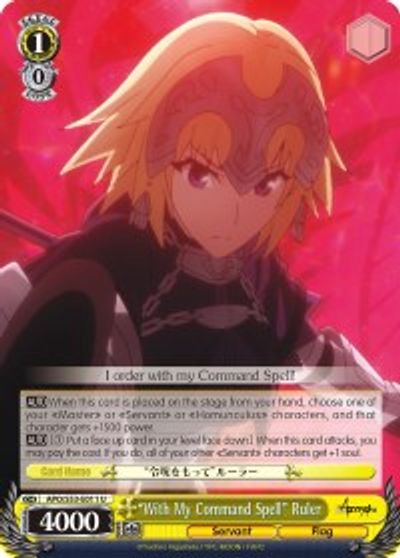 1
0
I order with my Command Spell!
When this card is placed on the stage from your hand, choose one of
your «Master» or «Servant» or «Homunculus» characters, and that
character gets +1500 power.
Put a face up card in your level face down] When this card attacks, you
may pay the cost. If you do, all of your «Servant» characters get +1 soul.
Card Name
"令呪をもって"ルーラー
4000
"With My Command Spell" Ruler
Servant
Flag